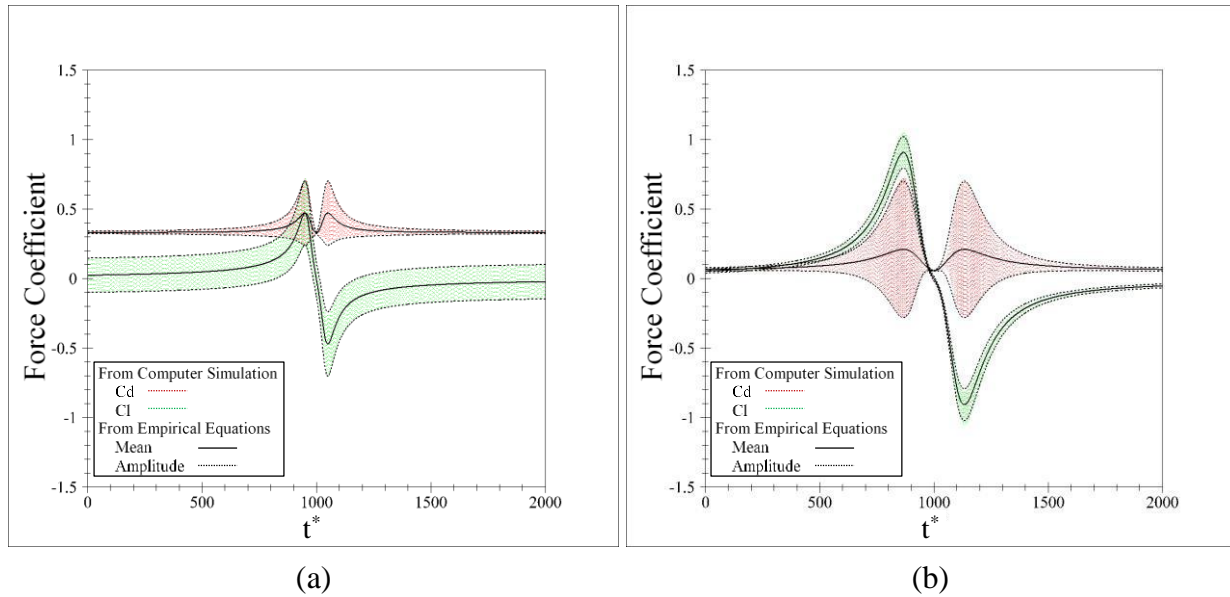 1.5
1
0.5
0
-0.5
-1
-1.5
Force Coefficient
From Computer Simulation
Cd
Cl
From Empirical Equations
Mean
Amplitude
0 500 1000 1500 2000
t*
(a)
1.5
1
0.5
0
-0.5
-1
-1.5
Force Coefficient
From Computer Simulation
Cd
Cl
From Empirical Equations
Mean
Amplitude
0 500 1000 1500 2000
t*
(b)